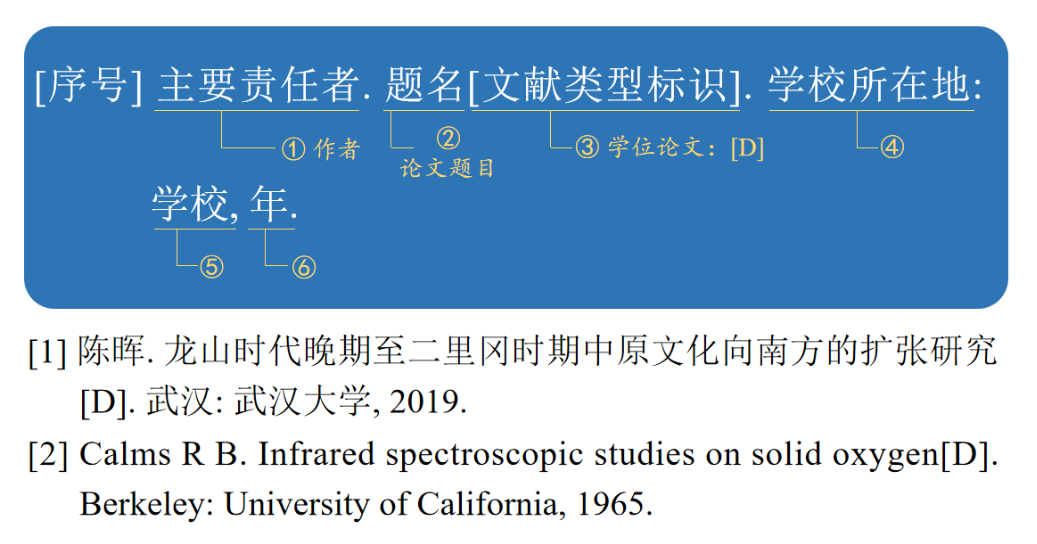 [序号] 主要责任者. 题名[文献类型标识]. 学校所在地:
① 作者
②
论文题目
③ 学位论文：[D]
④
学校, 年.
⑤
⑥
[1] 陈晖. 龙山时代晚期至二里冈时期中原文化向南方的扩张研究
[D]. 武汉: 武汉大学, 2019.
[2] Calms R B. Infrared spectroscopic studies on solid oxygen[D].
Berkeley: University of California, 1965.